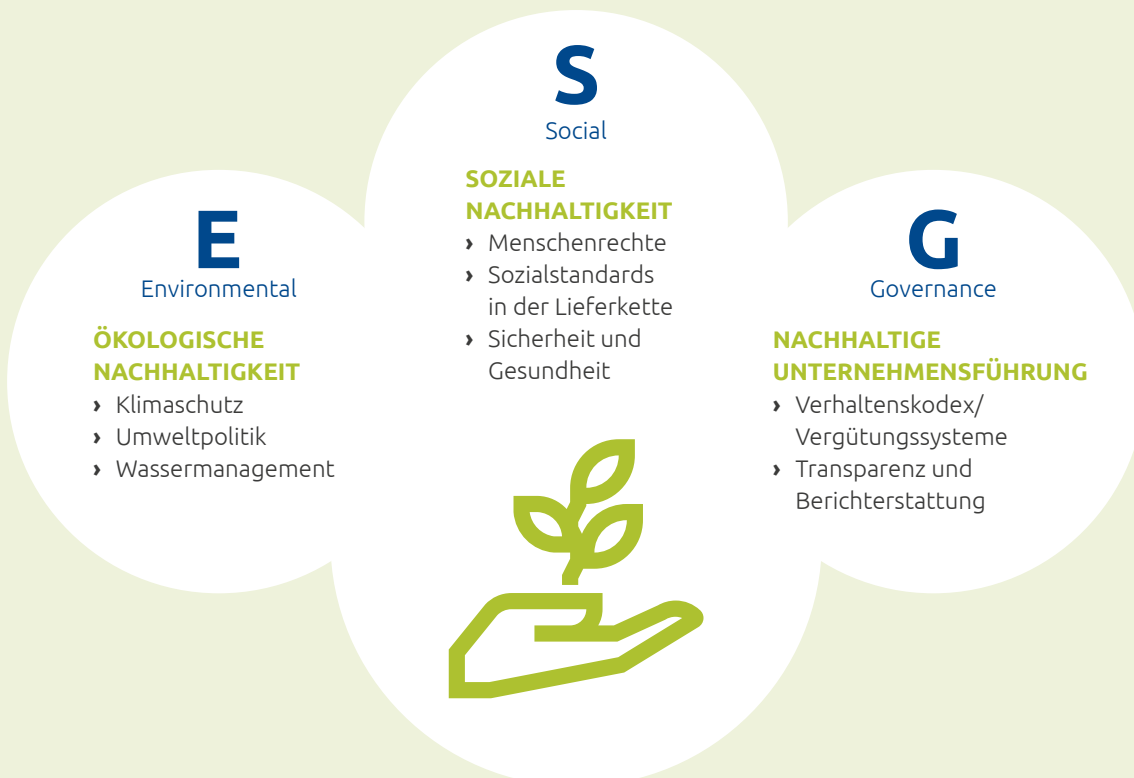 E
Environmental
ÖKOLOGISCHE
NACHHALTIGKEIT
› Klimaschutz
› Umweltpolitik
› Wassermanagement
S
Social
SOZIALE
NACHHALTIGKEIT
› Menschenrechte
› Sozialstandards
in der Lieferkette
› Sicherheit und
Gesundheit
G
Governance
NACHHALTIGE
UNTERNEHMENSFÜHRUNG
› Verhaltenskodex/
Vergütungssysteme
› Transparenz und
Berichterstattung